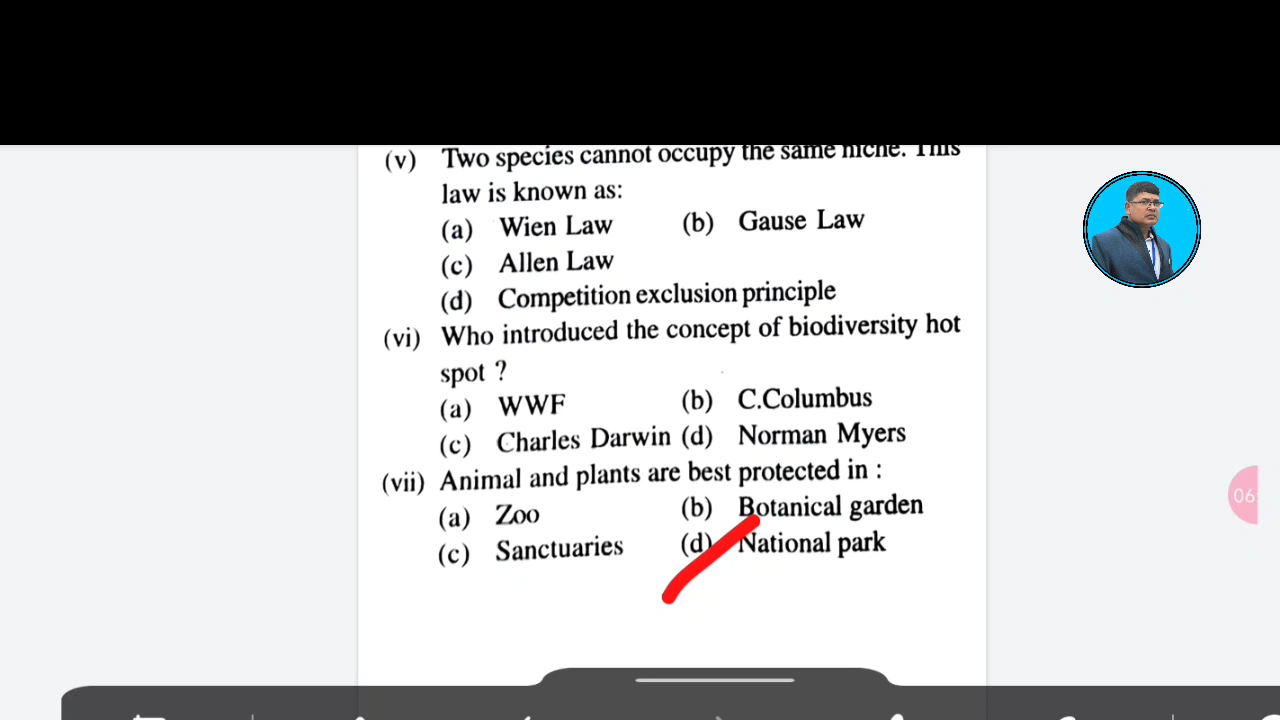 (v) Two species cannot occupy the same niche. This
law is known as:
(a) Wien Law (b) Gause Law
(c) Allen Law
(d) Competition exclusion principle
(vi) Who introduced the concept of biodiversity hot
spot ?
(a) WWF (b) C.Columbus
(c) Charles Darwin (d) Norman Myers
(vii) Animal and plants are best protected in :
(a) Zoo (b) Botanical garden
(c) Sanctuaries (d) National park
06